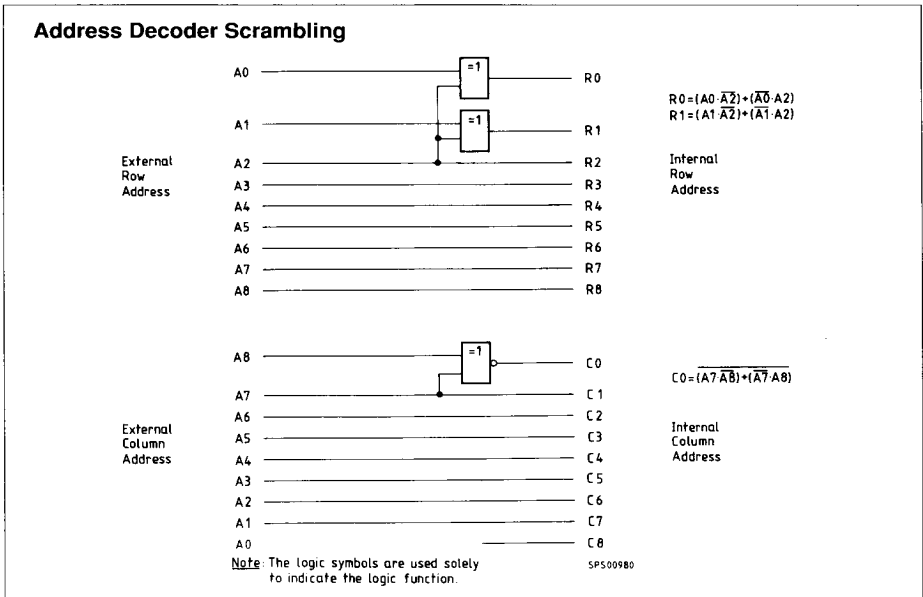 Address Decoder Scrambling
A0
=1
R0
R0=(A0·A̅2̅)+(A̅0̅·A2)
R1=(A1·A̅2̅)+(A̅1̅·A2)
A1
=1
R1
External
Row
Address
A2
R2
Internal
Row
Address
A3
R3
A4
R4
A5
R5
A6
R6
A7
R7
A8
R8
A8
=1
C0
C̅0̅=(A7·A̅8̅)+(A̅7̅·A8)
A7
C1
A6
C2
External
Column
Address
A5
C3
Internal
Column
Address
A4
C4
A3
C5
A2
C6
A1
C7
A0
C8
Note: The logic symbols are used solely
to indicate the logic function.
SPS00980